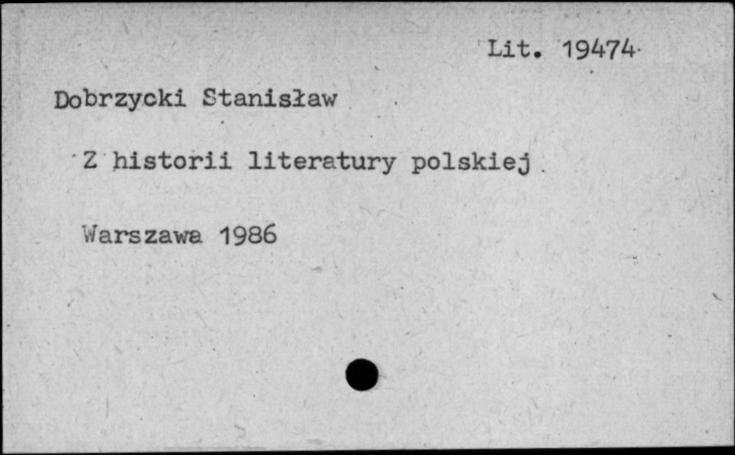 Lit. 19474
Dobrzycki Stanisław
Z historii literatury polskiej
Warszawa 1986